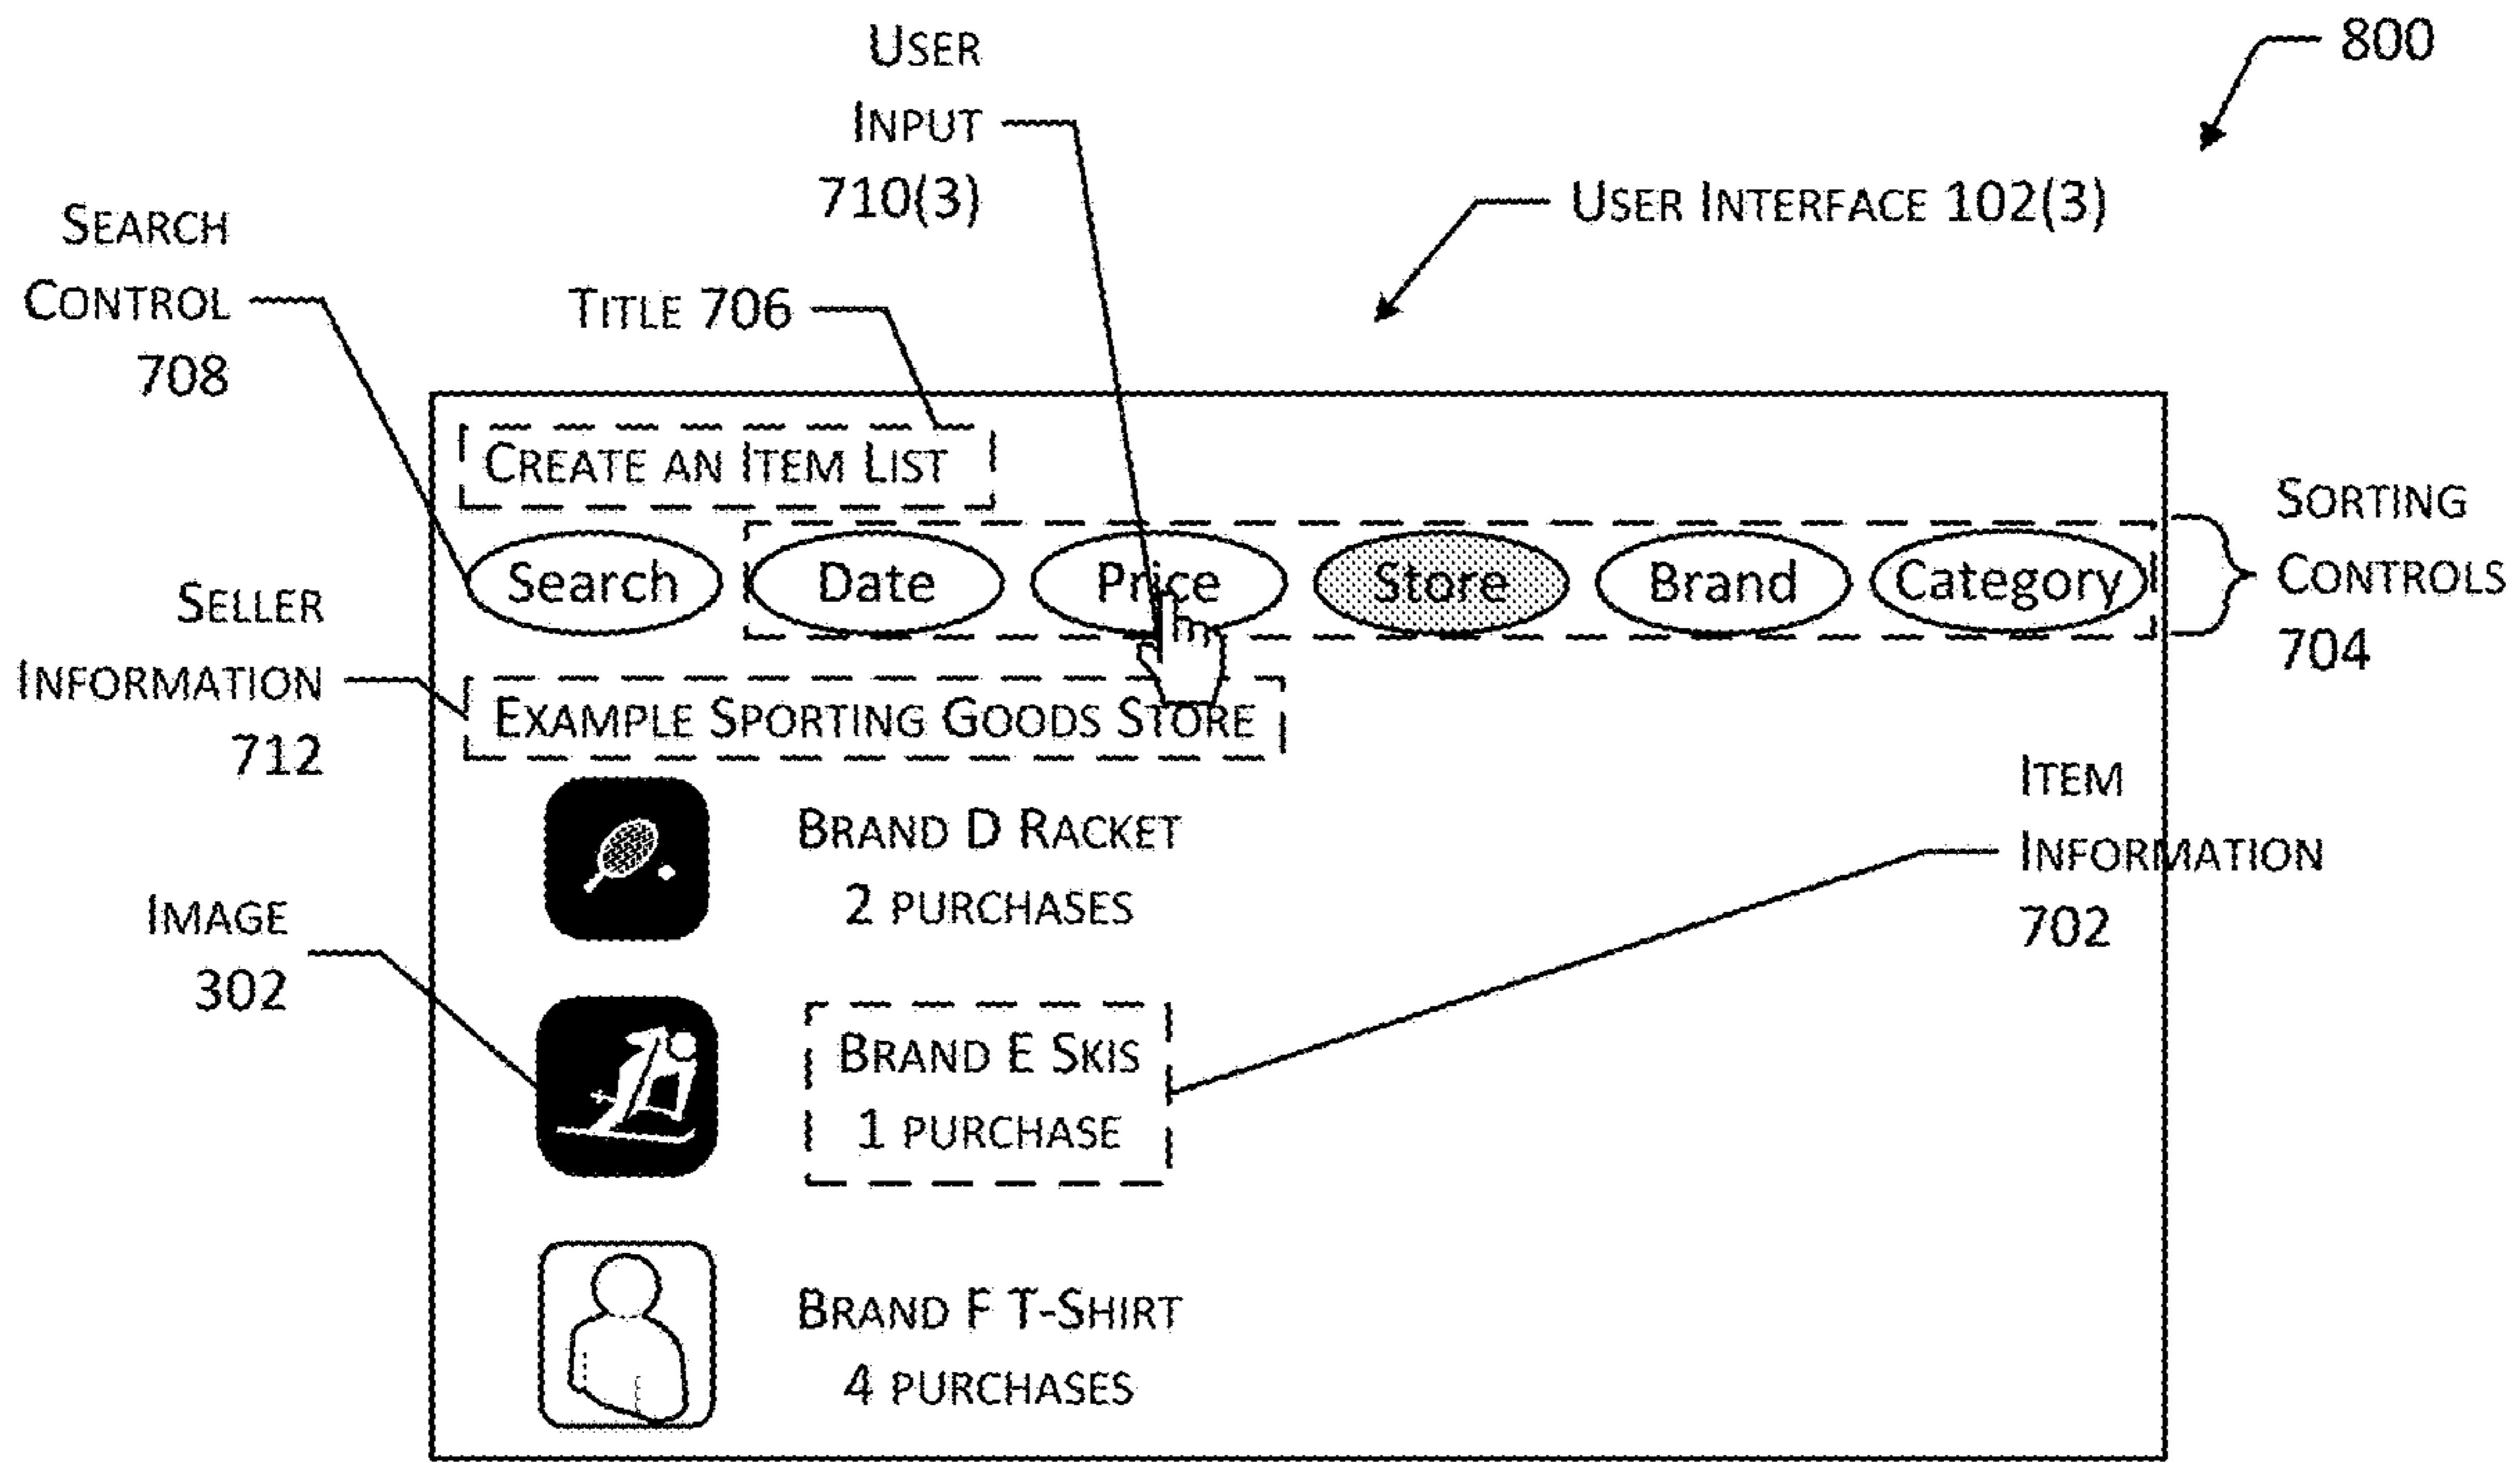 800
USER
INPUT
710(3)
USER INTERFACE 102(3)
SEARCH
CONTROL
708
TITLE 706
CREATE AN ITEM LIST
Search Date Price Store Brand Category
SORTING
CONTROLS
704
SELLER
INFORMATION
712
EXAMPLE SPORTING GOODS STORE
ITEM
INFORMATION
702
BRAND D RACKET
2 PURCHASES
IMAGE
302
BRAND E SKIS
1 PURCHASE
BRAND F T-SHIRT
4 PURCHASES